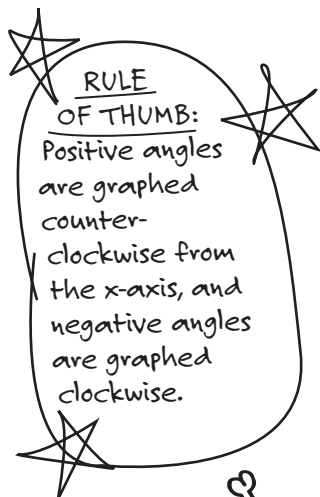 RULE
OF THUMB:
Positive angles
are graphed
counter-
clockwise from
the x-axis, and
negative angles
are graphed
clockwise.